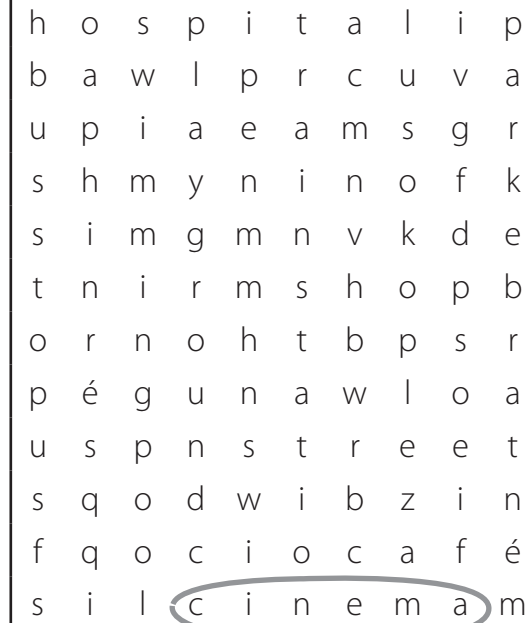 h o s p i t a l i p
b a w l p r c u v a
u p i a e a m s g r
s h m y n i n o f k
s i m g m n v k d e
t n i r m s h o p b
o r n o h t b p s r
p é g u n a w l o a
u s p n s t r e e t
s q o d w i b z i n
f q o c i o c a f é
s i l c i n e m a m